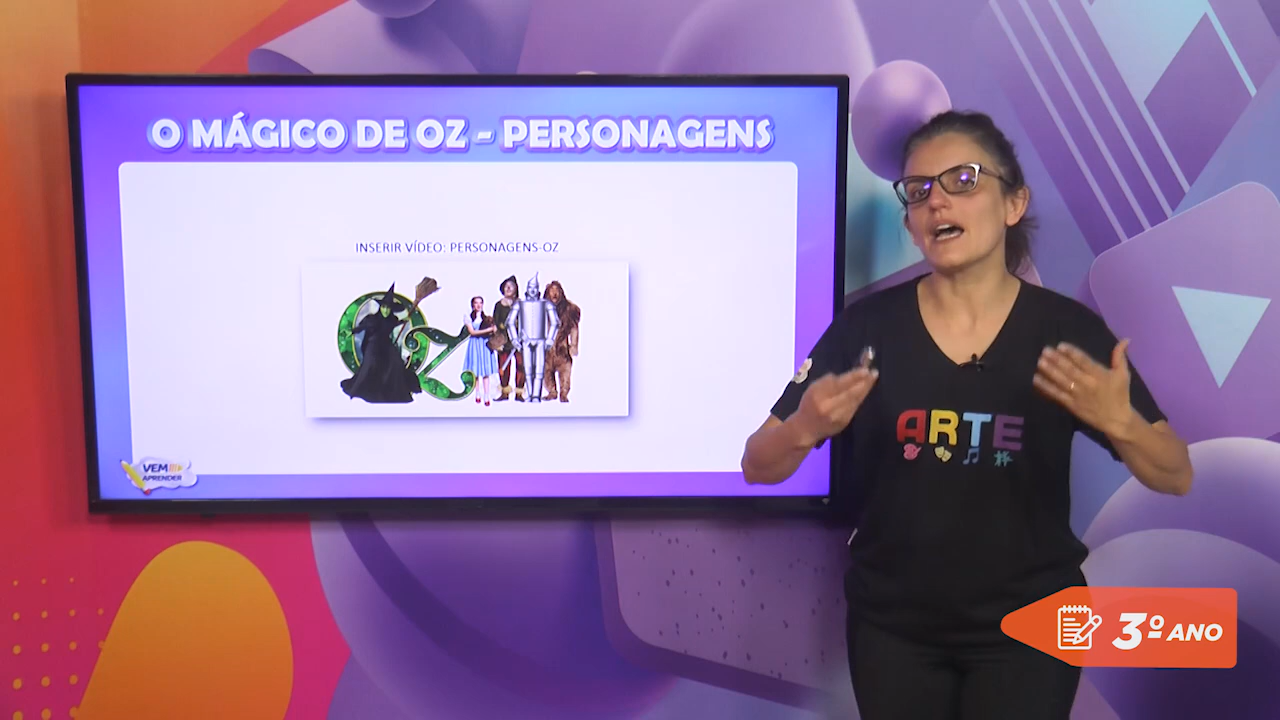 O MÁGICO DE OZ - PERSONAGENS
INSERIR VÍDEO: PERSONAGENS-OZ
Oz
VEM
APRENDER
ARTE
3º ANO